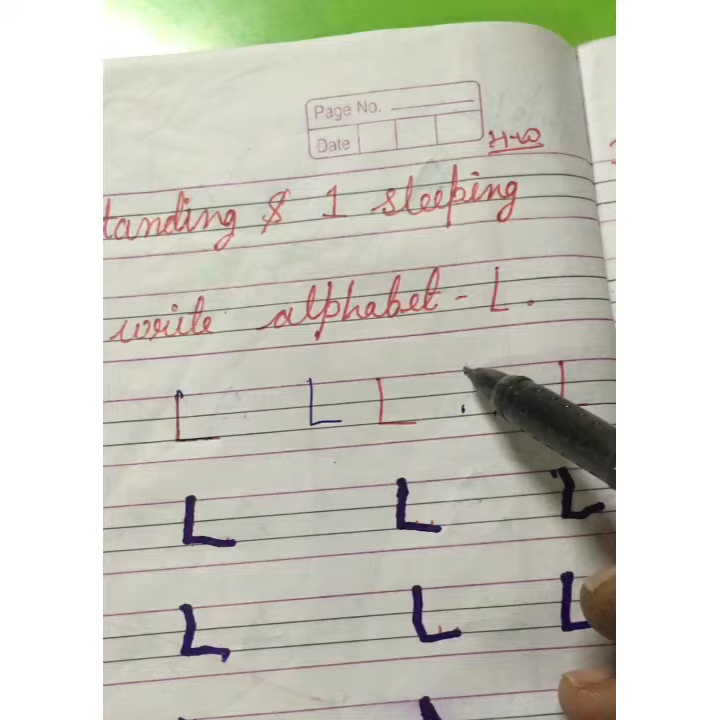 Page No.
Date
H.W
tanding & 1 sleeping
write alphabet - L.
L L L L
L L L
L L L